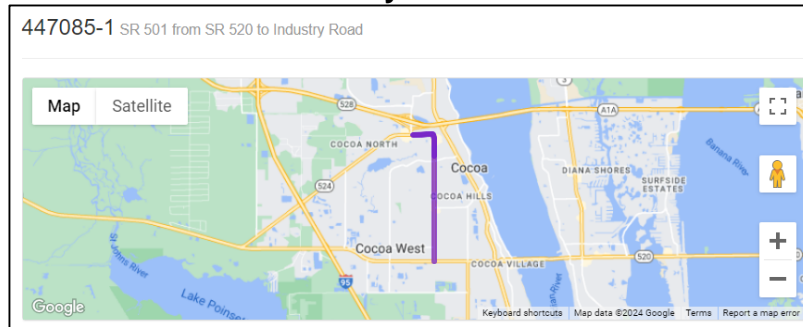 447085-1 SR 501 from SR 520 to Industry Road
Map Satellite
3
528
A1A
COCOA NORTH
Cocoa
DIANA SHORES
SURFSIDE
ESTATES
Banana River
524
COCOA HILLS
Cocoa West
COCOA VILLAGE
520
St Johns River
95
Lake Poinse
Google
Keyboard shortcuts Map data ©2024 Google Terms Report a map error